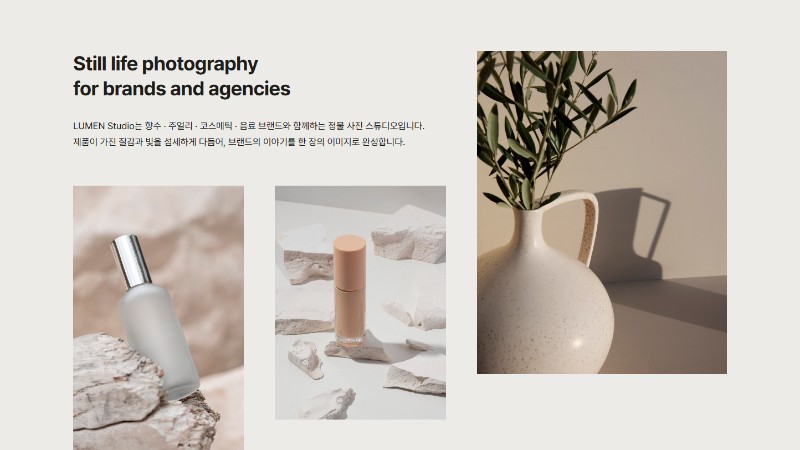 Still life photography
for brands and agencies
LUMEN Studio는 향수 · 주얼리 · 코스메틱 · 음료 브랜드와 함께하는 정물 사진 스튜디오입니다.
제품이 가진 질감과 빛을 섬세하게 다듬어, 브랜드의 이야기를 한 장의 이미지로 완성합니다.